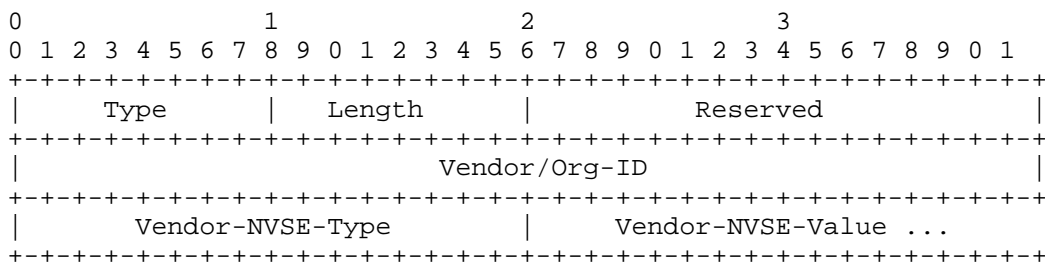 0                   1                   2                   3
0 1 2 3 4 5 6 7 8 9 0 1 2 3 4 5 6 7 8 9 0 1 2 3 4 5 6 7 8 9 0 1
+-+-+-+-+-+-+-+-+-+-+-+-+-+-+-+-+-+-+-+-+-+-+-+-+-+-+-+-+-+-+-+-+
|      Type     |    Length     |           Reserved            |
+-+-+-+-+-+-+-+-+-+-+-+-+-+-+-+-+-+-+-+-+-+-+-+-+-+-+-+-+-+-+-+-+
|                         Vendor/Org-ID                         |
+-+-+-+-+-+-+-+-+-+-+-+-+-+-+-+-+-+-+-+-+-+-+-+-+-+-+-+-+-+-+-+-+
|        Vendor-NVSE-Type       |     Vendor-NVSE-Value ...
+-+-+-+-+-+-+-+-+-+-+-+-+-+-+-+-+-+-+-+-+-+-+-+-+-+-+-+-+-+-+-+-+